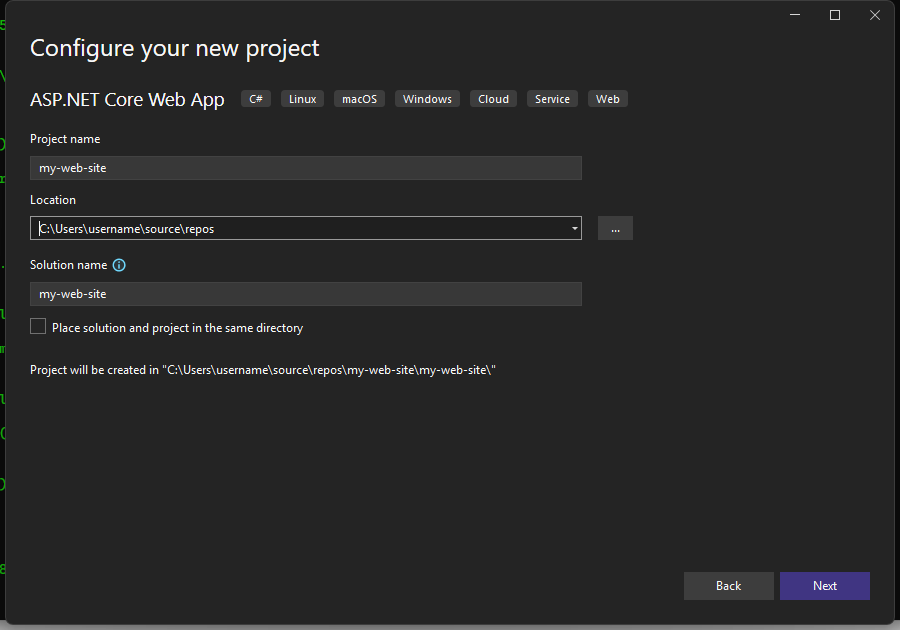 Configure your new project
ASP.NET Core Web App C# Linux macOS Windows Cloud Service Web
Project name
my-web-site
Location
C:\Users\username\source\repos
...
Solution name
my-web-site
Place solution and project in the same directory
Project will be created in "C:\Users\username\source\repos\my-web-site\my-web-site\"
Back Next